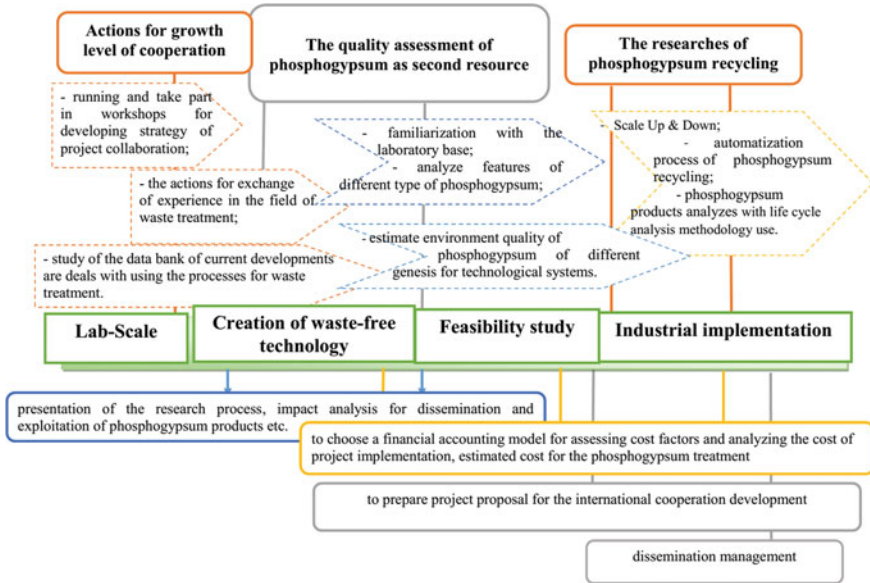 Actions for growth
level of cooperation
The quality assessment of
phosphogypsum as second resource
The researches of
phosphogypsum recycling
- running and take part
in workshops for
developing strategy of
project collaboration;
- the actions for exchange
of experience in the field of
waste treatment;
- study of the data bank of current developments
are deals with using the processes for waste
treatment.
- familiarization with the
laboratory base;
- analyze features of
different type of phosphogypsum;
- estimate environment quality of
phosphogypsum of different
genesis for technological systems.
- Scale Up & Down;
- automatization
process of phosphogypsum
recycling;
- phosphogypsum
products analyzes with life cycle
analysis methodology use.
Lab-Scale
Creation of waste-free
technology
Feasibility study
Industrial implementation
presentation of the research process, impact analysis for dissemination and
exploitation of phosphogypsum products etc.
to choose a financial accounting model for assessing cost factors and analyzing the cost of
project implementation, estimated cost for the phosphogypsum treatment
to prepare project proposal for the international cooperation development
dissemination management